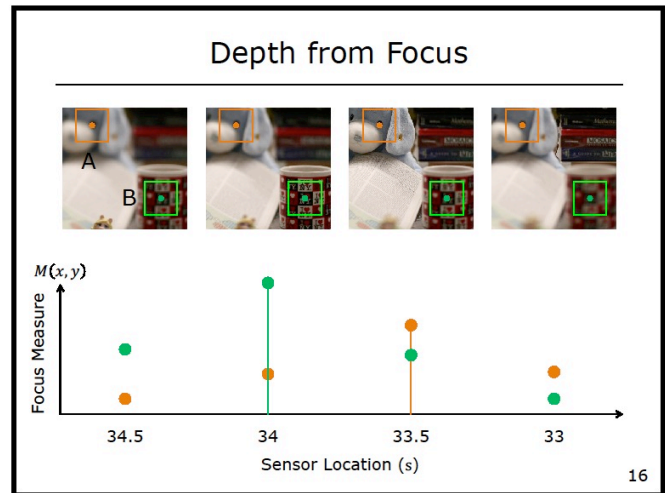 Depth from Focus
A
B
M(x, y)
Focus Measure
34.5
34
33.5
33
Sensor Location (s)
16